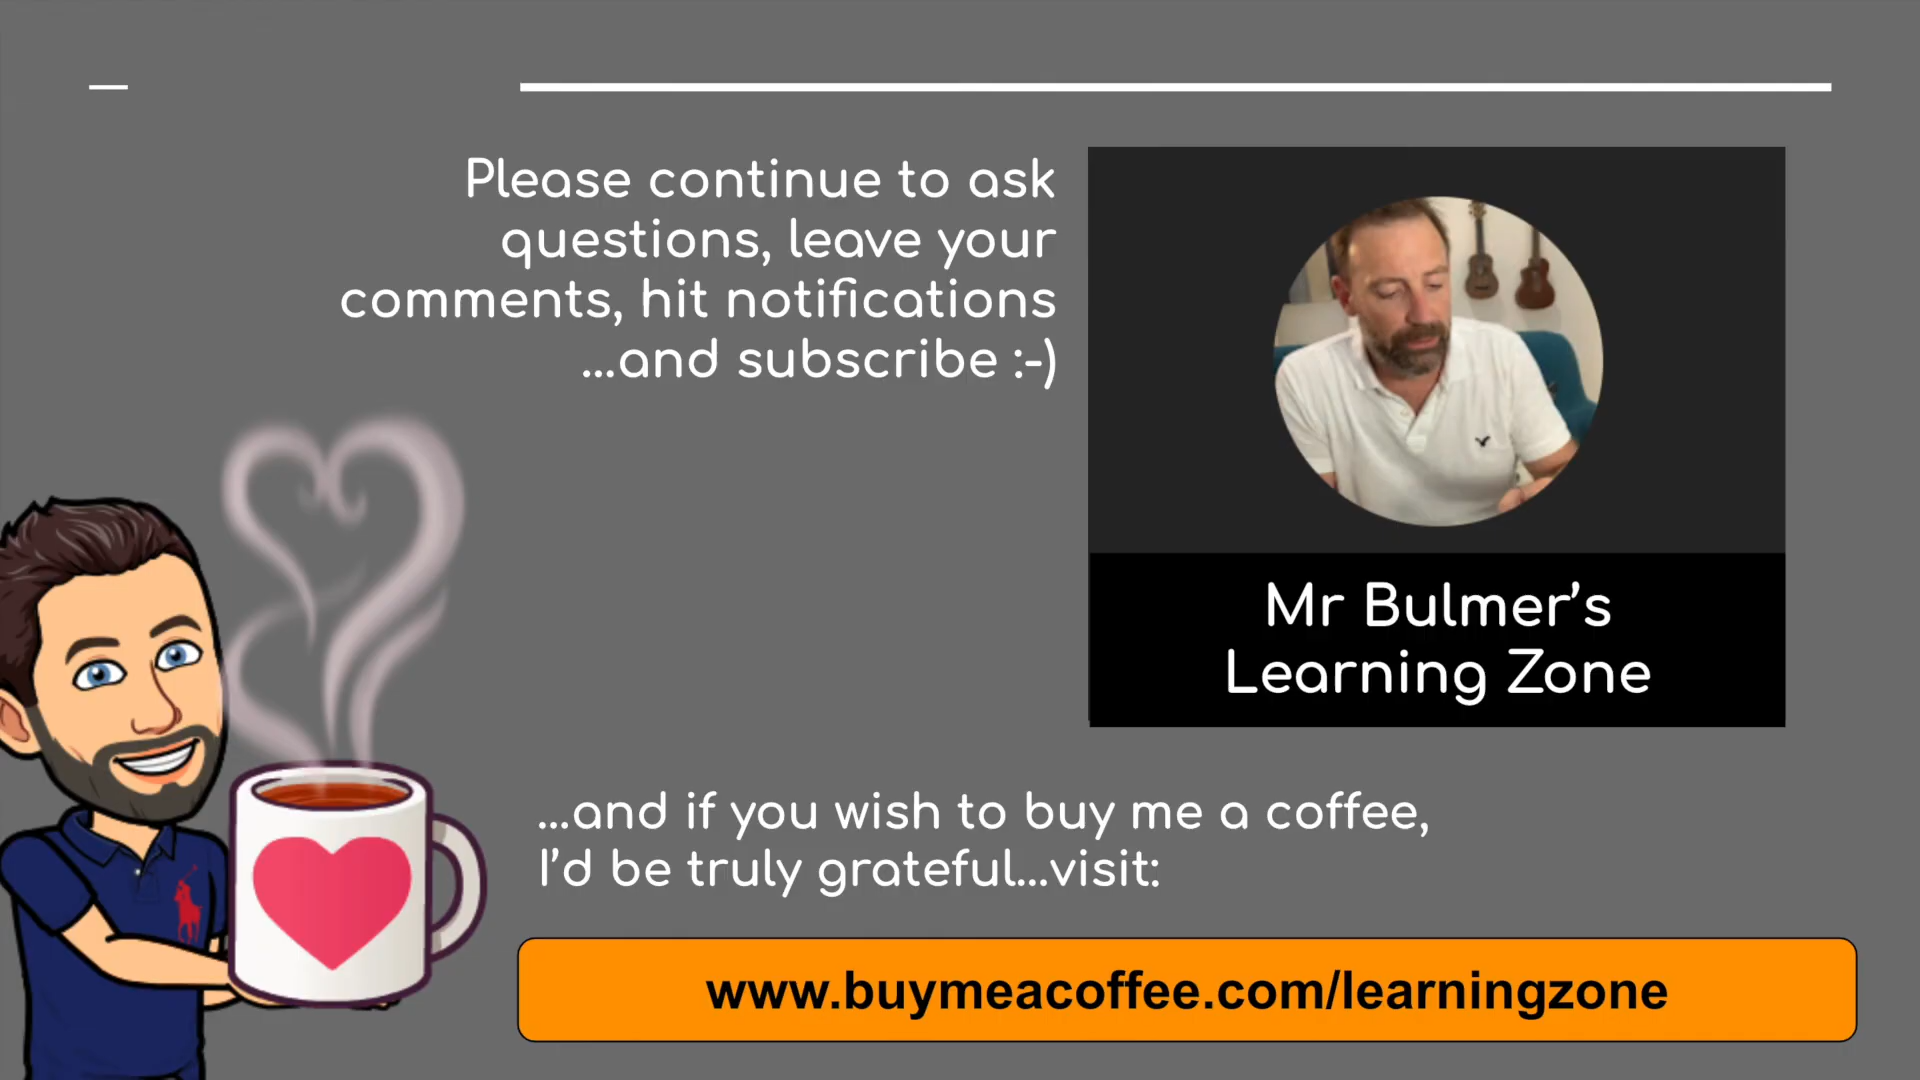 Please continue to ask
questions, leave your
comments, hit notifications
...and subscribe :-)
Mr Bulmer’s
Learning Zone
...and if you wish to buy me a coffee,
I’d be truly grateful...visit:
www.buymeacoffee.com/learningzone